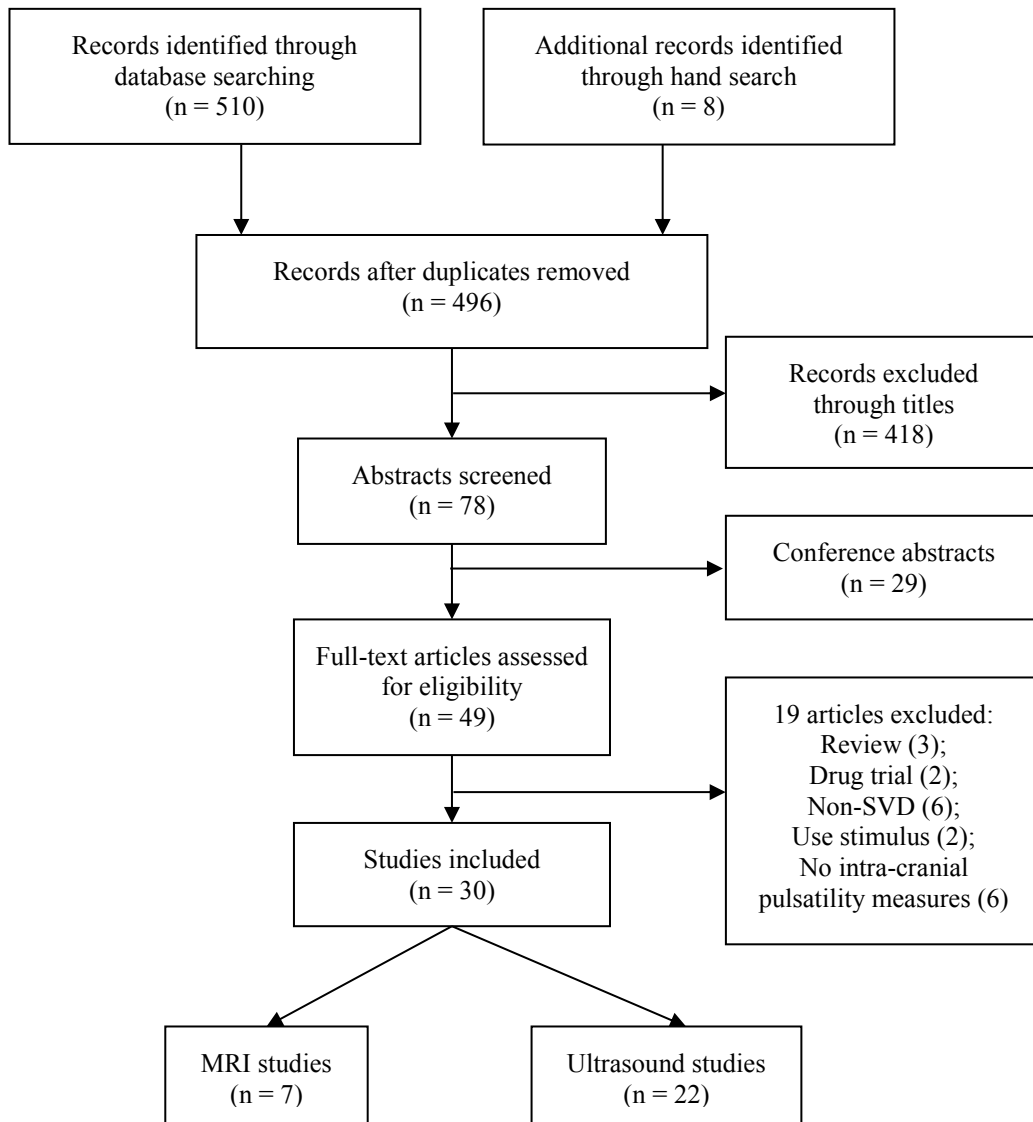 Records identified through
database searching
(n = 510)
Additional records identified
through hand search
(n = 8)
Records after duplicates removed
(n = 496)
Records excluded
through titles
(n = 418)
Abstracts screened
(n = 78)
Conference abstracts
(n = 29)
Full-text articles assessed
for eligibility
(n = 49)
19 articles excluded:
Review (3);
Drug trial (2);
Non-SVD (6);
Use stimulus (2);
No intra-cranial
pulsatility measures (6)
Studies included
(n = 30)
MRI studies
(n = 7)
Ultrasound studies
(n = 22)